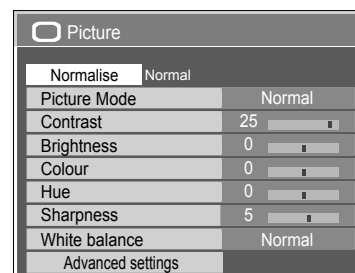 Picture
Normalise Normal
Picture Mode Normal
Contrast 25
Brightness 0
Colour 0
Hue 0
Sharpness 5
White balance Normal
Advanced settings